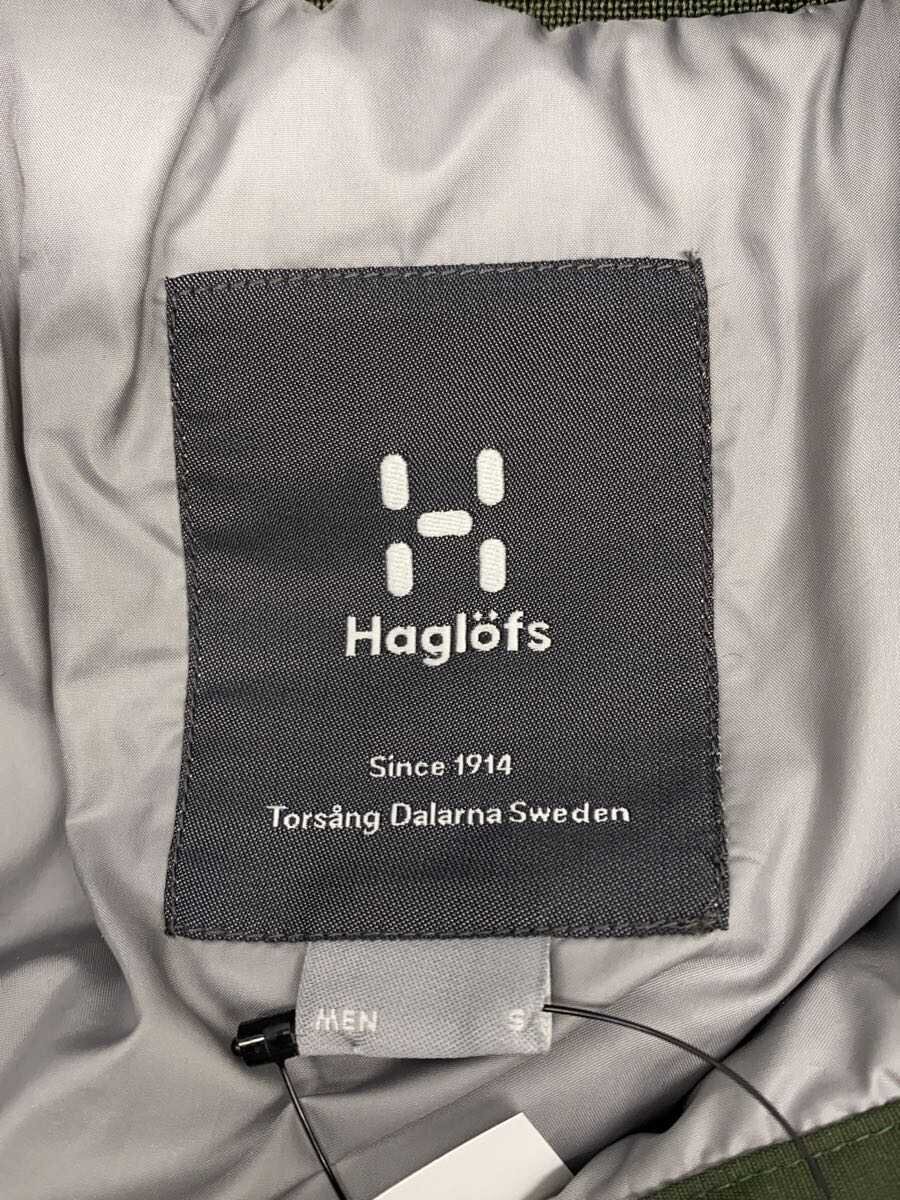 Haglöfs
Since 1914
Torsång Dalarna Sweden
MEN S